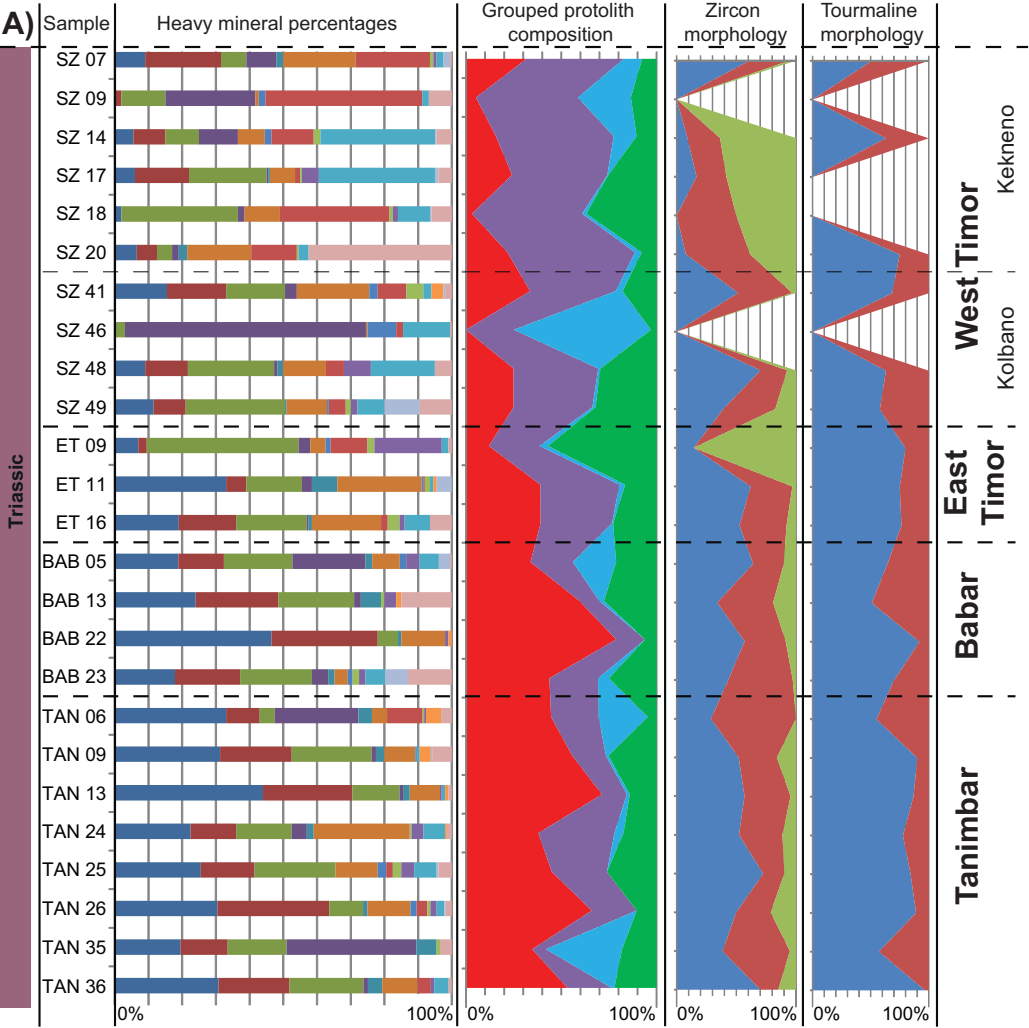 A)
Sample
Heavy mineral percentages
Grouped protolith
composition
Zircon
morphology
Tourmaline
morphology
Triassic
SZ 07
SZ 09
SZ 14
SZ 17
SZ 18
SZ 20
SZ 41
SZ 46
SZ 48
SZ 49
ET 09
ET 11
ET 16
BAB 05
BAB 13
BAB 22
BAB 23
TAN 06
TAN 09
TAN 13
TAN 24
TAN 25
TAN 26
TAN 35
TAN 36
0%
100%
0%
100%
0%
100%
0%
100%
West Timor
Kekneno
Kolbano
East
Timor
Babar
Tanimbar